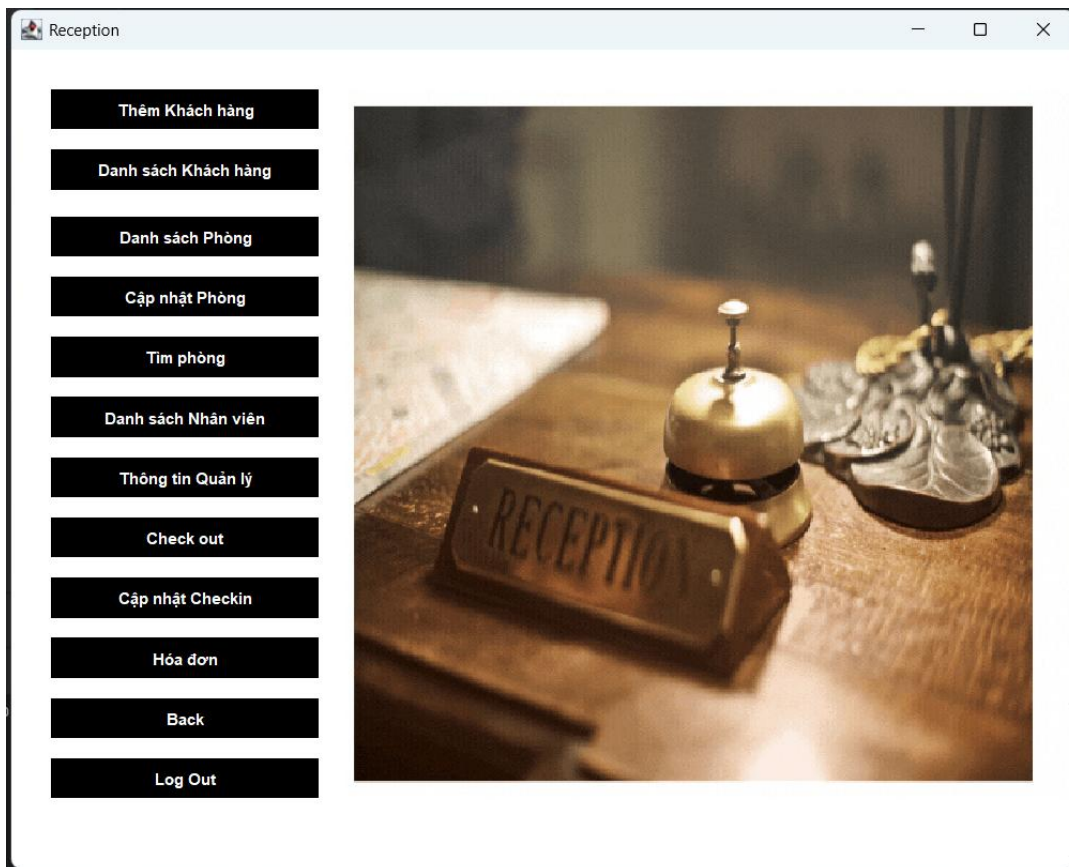 Reception
Thêm Khách hàng
Danh sách Khách hàng
Danh sách Phòng
Cập nhật Phòng
Tìm phòng
Danh sách Nhân viên
Thông tin Quản lý
Check out
Cập nhật Checkin
Hóa đơn
Back
Log Out
RECEPTION